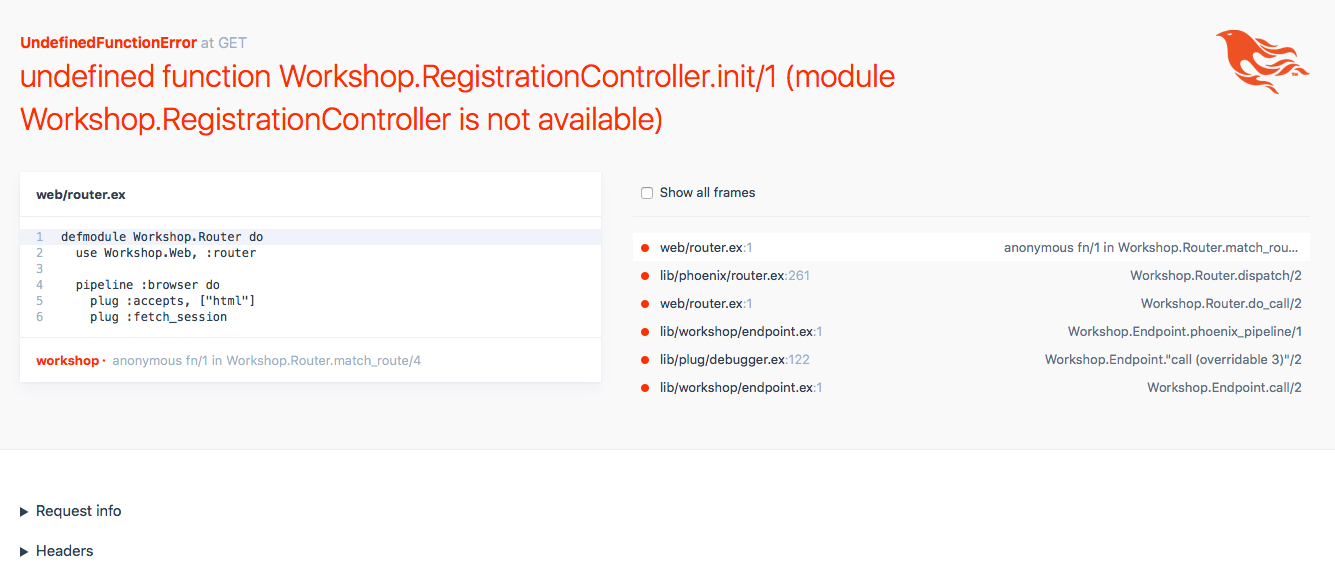 UndefinedFunctionError at GET
undefined function Workshop.RegistrationController.init/1 (module
Workshop.RegistrationController is not available)
web/router.ex
1 defmodule Workshop.Router do
2 use Workshop.Web, :router
3
4 pipeline :browser do
5 plug :accepts, ["html"]
6 plug :fetch_session
workshop · anonymous fn/1 in Workshop.Router.match_route/4
Show all frames
web/router.ex:1 anonymous fn/1 in Workshop.Router.match_rou...
lib/phoenix/router.ex:261 Workshop.Router.dispatch/2
web/router.ex:1 Workshop.Router.do_call/2
lib/workshop/endpoint.ex:1 Workshop.Endpoint.phoenix_pipeline/1
lib/plug/debugger.ex:122 Workshop.Endpoint."call (overridable 3)"/2
lib/workshop/endpoint.ex:1 Workshop.Endpoint.call/2
Request info
Headers